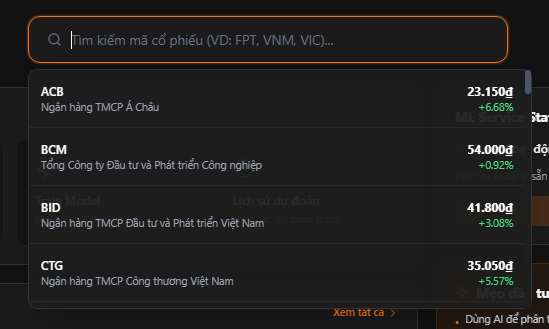 Tìm kiếm mã cổ phiếu (VD: FPT, VNM, VIC)...
ACB 23.150₫
Ngân hàng TMCP Á Châu +6.68%
BCM 54.000₫
Tổng Công ty Đầu tư và Phát triển Công nghiệp +0.92%
BID 41.800₫
Ngân hàng TMCP Đầu tư và Phát triển Việt Nam +3.08%
CTG 35.050₫
Ngân hàng TMCP Công thương Việt Nam +5.57%
ML Service Sta
độ
sẵn
Model
Lịch sử dự đoán
Xem tất cả
Mẹo đầ tu
Dùng AI để phân t